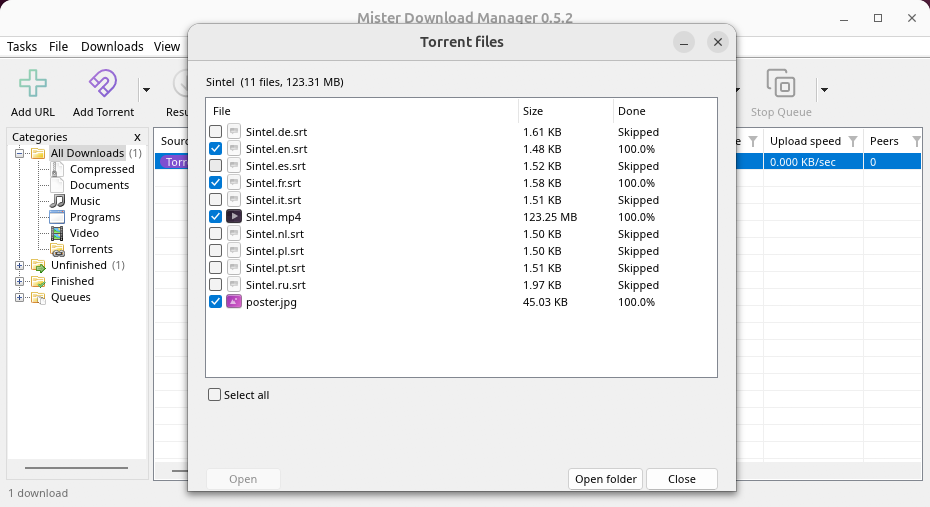 Mister Download Manager 0.5.2
Tasks File Downloads View
Add URL Add Torrent Resu Stop Queue
Categories X
All Downloads (1)
Compressed
Documents
Music
Programs
Video
Torrents
Unfinished (1)
Finished
Queues
Sourc e Upload speed Peers
Torr 0.000 KB/sec 0
Torrent files
Sintel (11 files, 123.31 MB)
File Size Done
Sintel.de.srt 1.61 KB Skipped
Sintel.en.srt 1.48 KB 100.0%
Sintel.es.srt 1.52 KB Skipped
Sintel.fr.srt 1.58 KB 100.0%
Sintel.it.srt 1.51 KB Skipped
Sintel.mp4 123.25 MB 100.0%
Sintel.nl.srt 1.50 KB Skipped
Sintel.pl.srt 1.50 KB Skipped
Sintel.pt.srt 1.51 KB Skipped
Sintel.ru.srt 1.97 KB Skipped
poster.jpg 45.03 KB 100.0%
Select all
Open Open folder Close
1 download